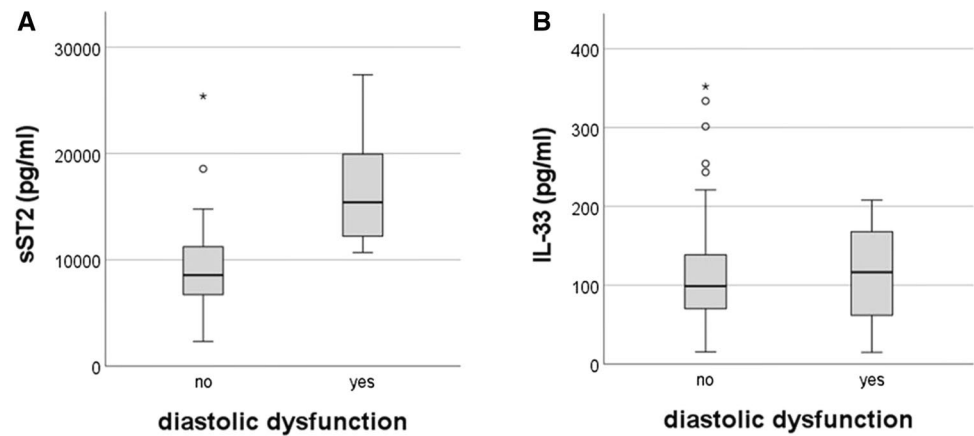 A
sST2 (pg/ml)
30000
20000
10000
0
no yes
diastolic dysfunction
B
IL-33 (pg/ml)
400
300
200
100
0
no yes
diastolic dysfunction